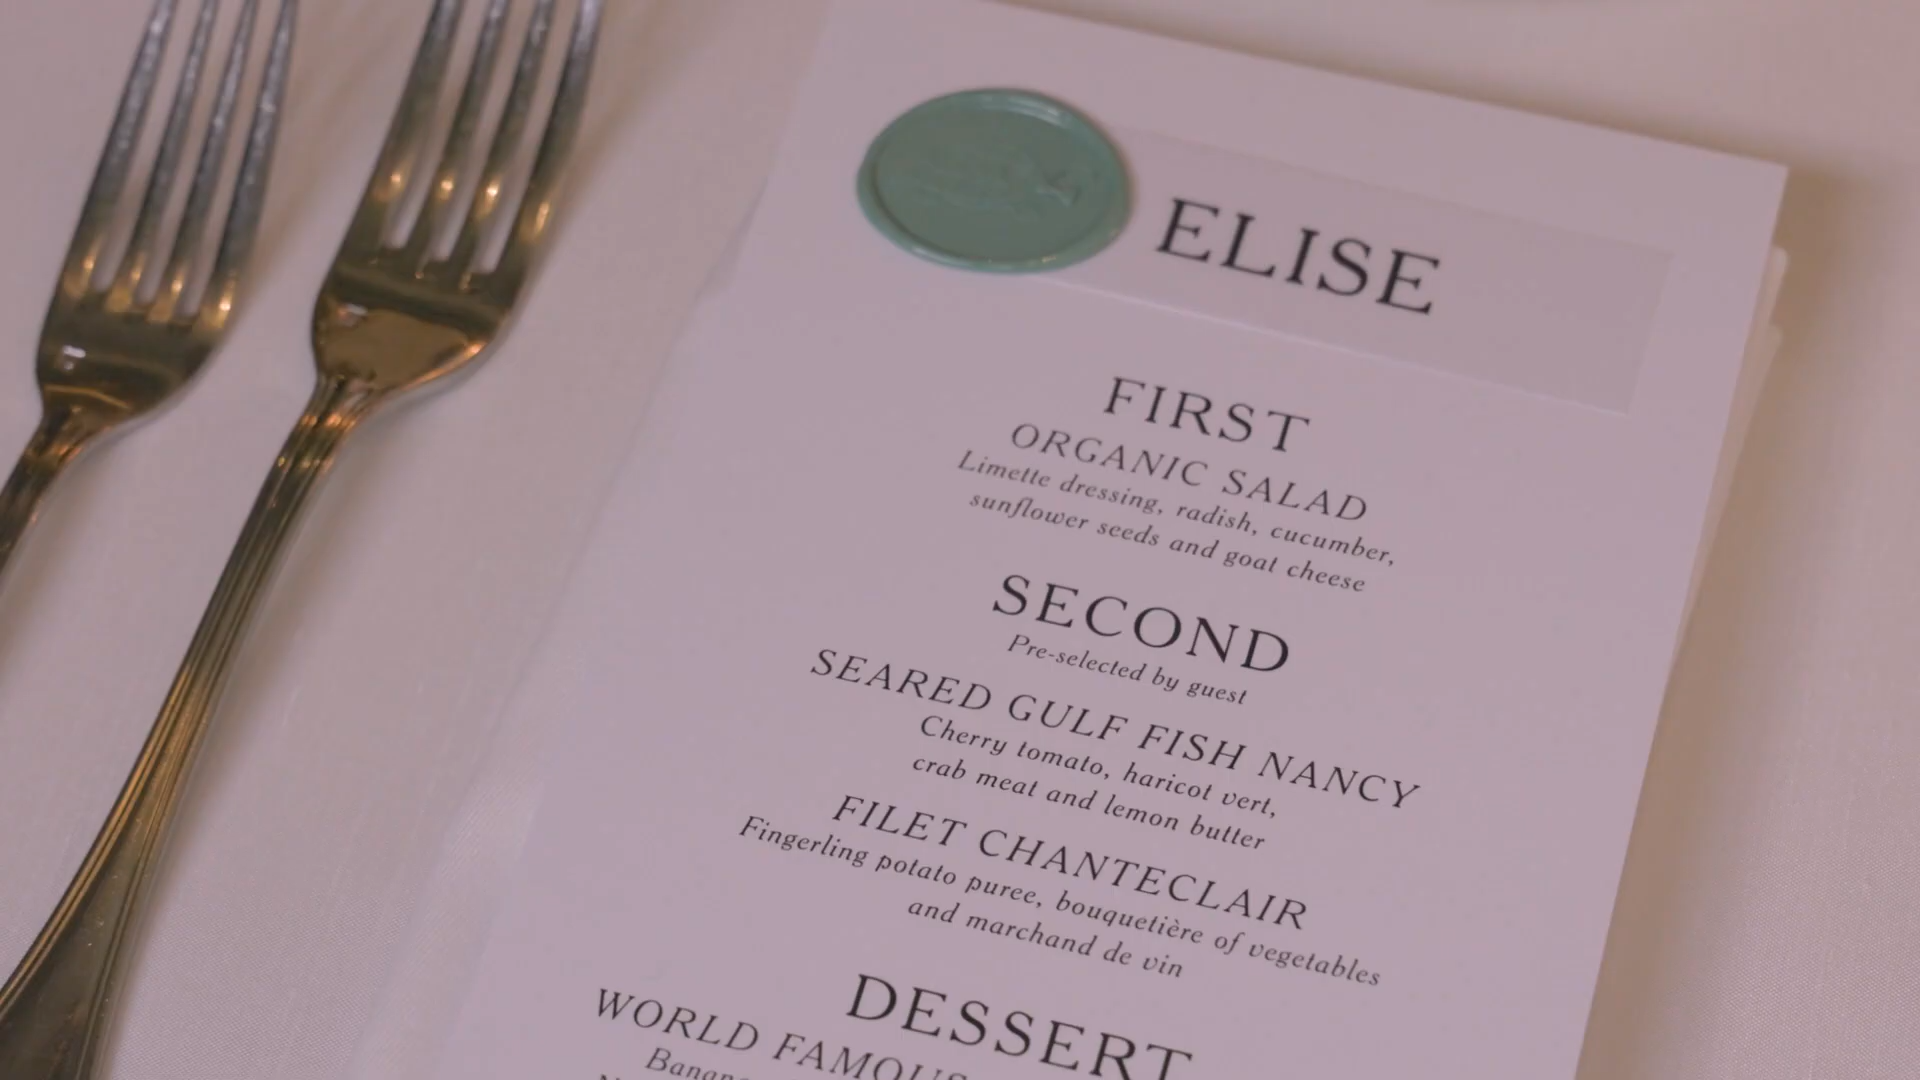 ELISE
FIRST
ORGANIC SALAD
Limette dressing, radish, cucumber,
sunflower seeds and goat cheese
SECOND
Pre-selected by guest
SEARED GULF FISH NANCY
Cherry tomato, haricot vert,
crab meat and lemon butter
FILET CHANTECLAIR
Fingerling potato puree, bouquetière of vegetables
and marchand de vin
DESSERT
WORLD FAMOUS